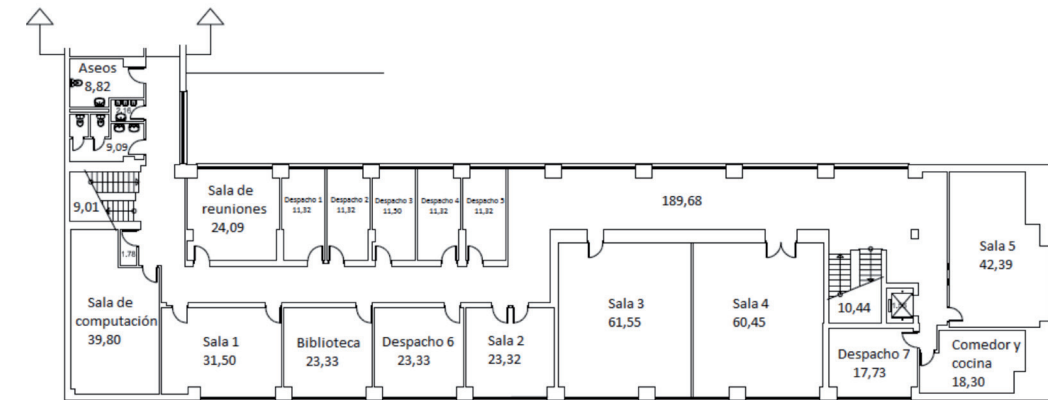 Aseos
8,82
2,16
9,09
9,01
1,78
Sala de
reuniones
24,09
Despacho 1
11,32
Despacho 2
11,32
Despacho 3
11,50
Despacho 4
11,32
Despacho 5
11,32
189,68
Sala 5
42,39
Sala de
computación
39,80
Sala 1
31,50
Biblioteca
23,33
Despacho 6
23,33
Sala 2
23,32
Sala 3
61,55
Sala 4
60,45
10,44
Despacho 7
17,73
Comedor y
cocina
18,30